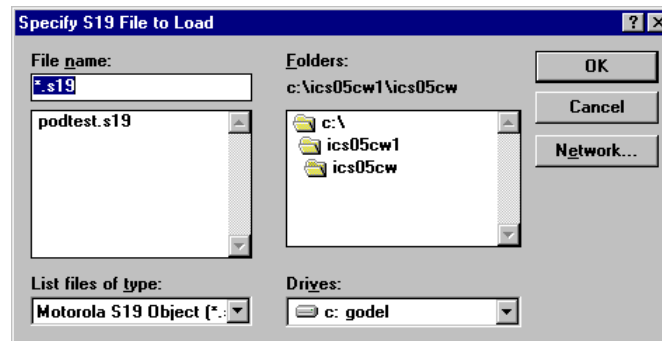 Specify S19 File to Load
File name:
*.s19
podtest.s19
List files of type:
Motorola S19 Object (*.:
Folders:
c:\ics05cw1\ics05cw
c:\
ics05cw1
ics05cw
Drives:
c: godel
OK
Cancel
Network...